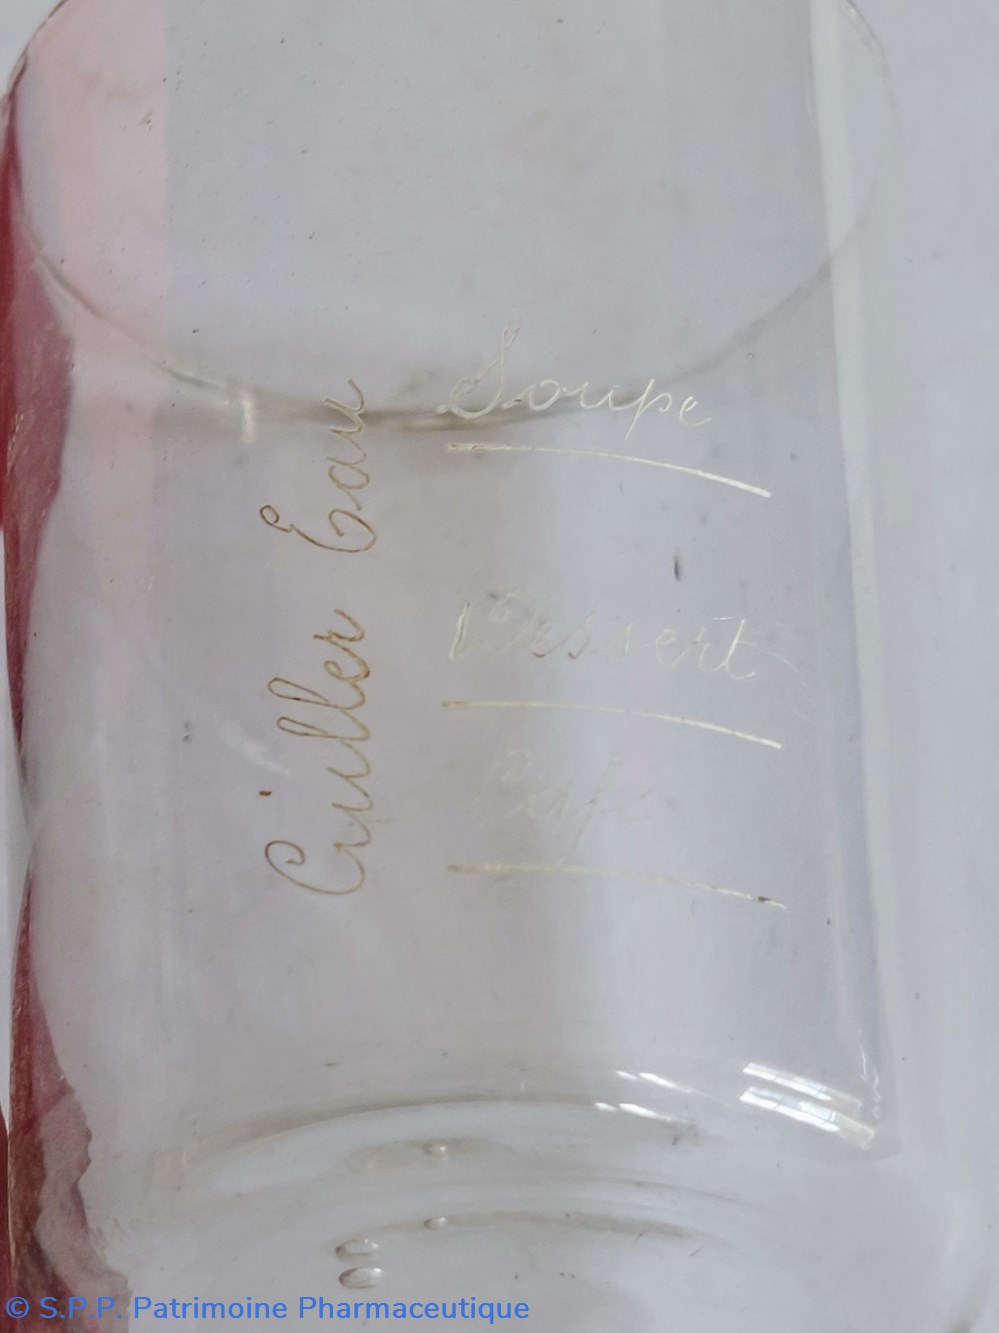 Cuiller Eau
Soupe
Dessert
Café
© S.P.P. Patrimoine Pharmaceutique